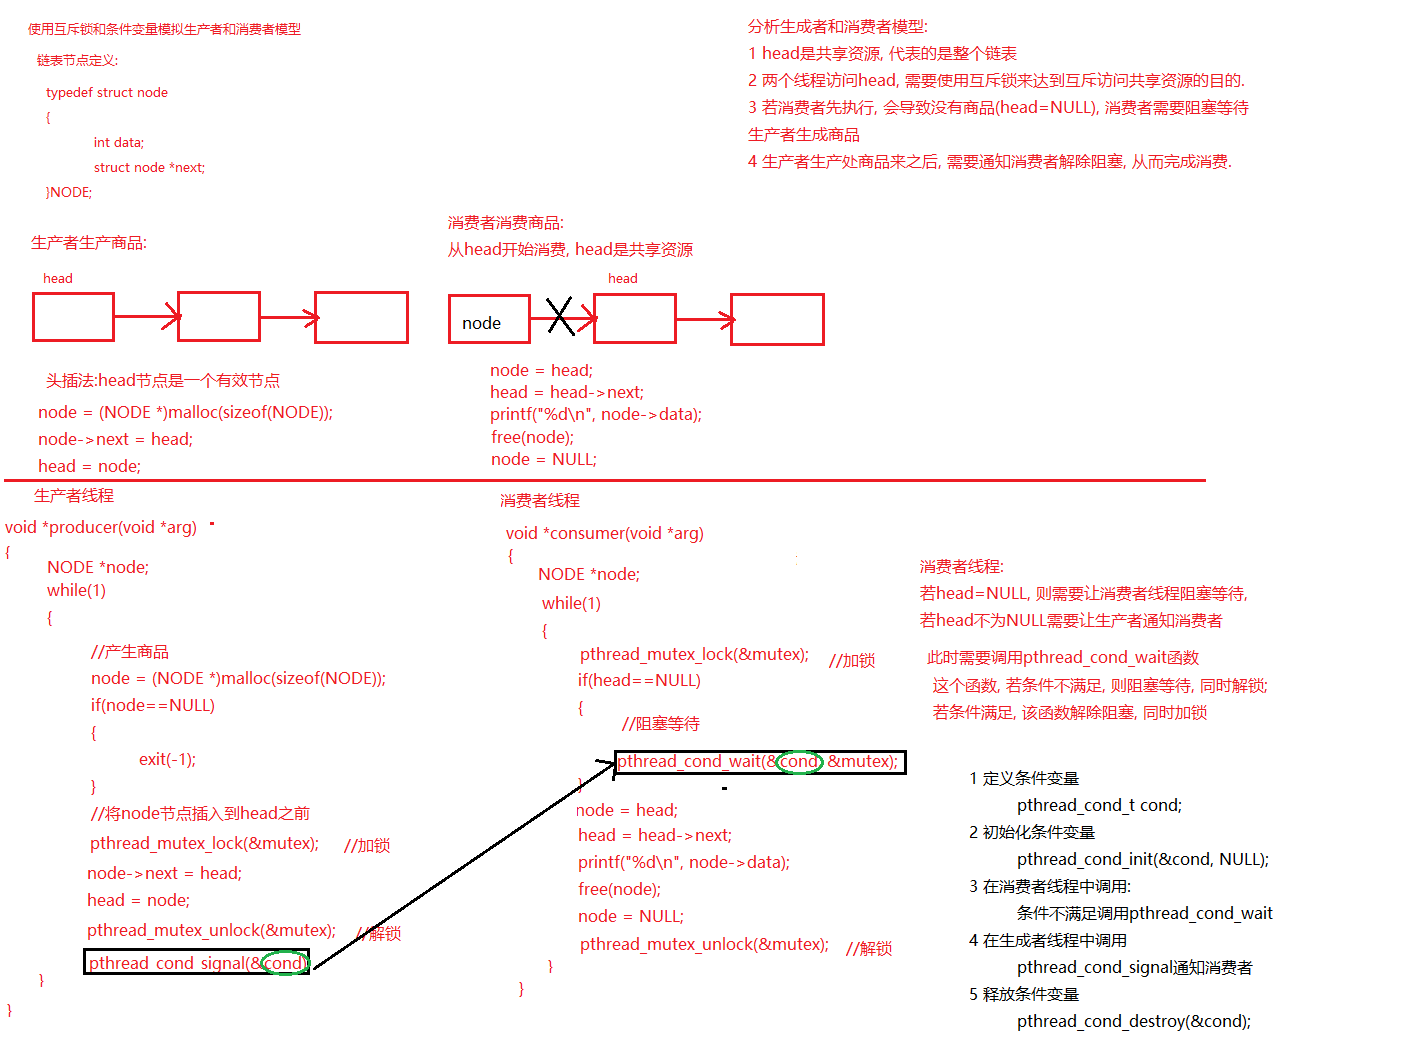 使用互斥锁和条件变量模拟生产者和消费者模型
链表节点定义:
typedef struct node
{
int data;
struct node *next;
}NODE;
分析生成者和消费者模型:
1 head是共享资源, 代表的是整个链表
2 两个线程访问head, 需要使用互斥锁来达到互斥访问共享资源的目的.
3 若消费者先执行, 会导致没有商品(head=NULL), 消费者需要阻塞等待
生产者生成商品
4 生产者生产处商品来之后, 需要通知消费者解除阻塞, 从而完成消费.
生产者生产商品:
head
头插法:head节点是一个有效节点
node = (NODE *)malloc(sizeof(NODE));
node->next = head;
head = node;
消费者消费商品:
从head开始消费, head是共享资源
head
node
node = head;
head = head->next;
printf("%d\n", node->data);
free(node);
node = NULL;
生产者线程
void *producer(void *arg)
{
NODE *node;
while(1)
{
//产生商品
node = (NODE *)malloc(sizeof(NODE));
if(node==NULL)
{
exit(-1);
}
//将node节点插入到head之前
pthread_mutex_lock(&mutex); //加锁
node->next = head;
head = node;
pthread_mutex_unlock(&mutex); //解锁
pthread_cond_signal(&cond)
}
}
消费者线程
void *consumer(void *arg)
{
NODE *node;
while(1)
{
pthread_mutex_lock(&mutex); //加锁
if(head==NULL)
{
//阻塞等待
pthread_cond_wait(&cond, &mutex);
}
node = head;
head = head->next;
printf("%d\n", node->data);
free(node);
node = NULL;
pthread_mutex_unlock(&mutex); //解锁
}
}
消费者线程:
若head=NULL, 则需要让消费者线程阻塞等待,
若head不为NULL需要让生产者通知消费者
此时需要调用pthread_cond_wait函数
这个函数, 若条件不满足, 则阻塞等待, 同时解锁;
若条件满足, 该函数解除阻塞, 同时加锁
1 定义条件变量
pthread_cond_t cond;
2 初始化条件变量
pthread_cond_init(&cond, NULL);
3 在消费者线程中调用:
条件不满足调用pthread_cond_wait
4 在生成者线程中调用
pthread_cond_signal通知消费者
5 释放条件变量
pthread_cond_destroy(&cond);